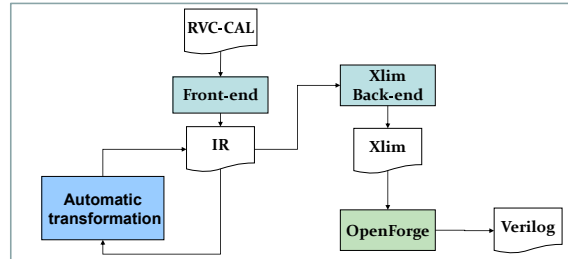 RVC-CAL
Front-end
Xlim
Back-end
IR
Xlim
Automatic
transformation
OpenForge
Verilog